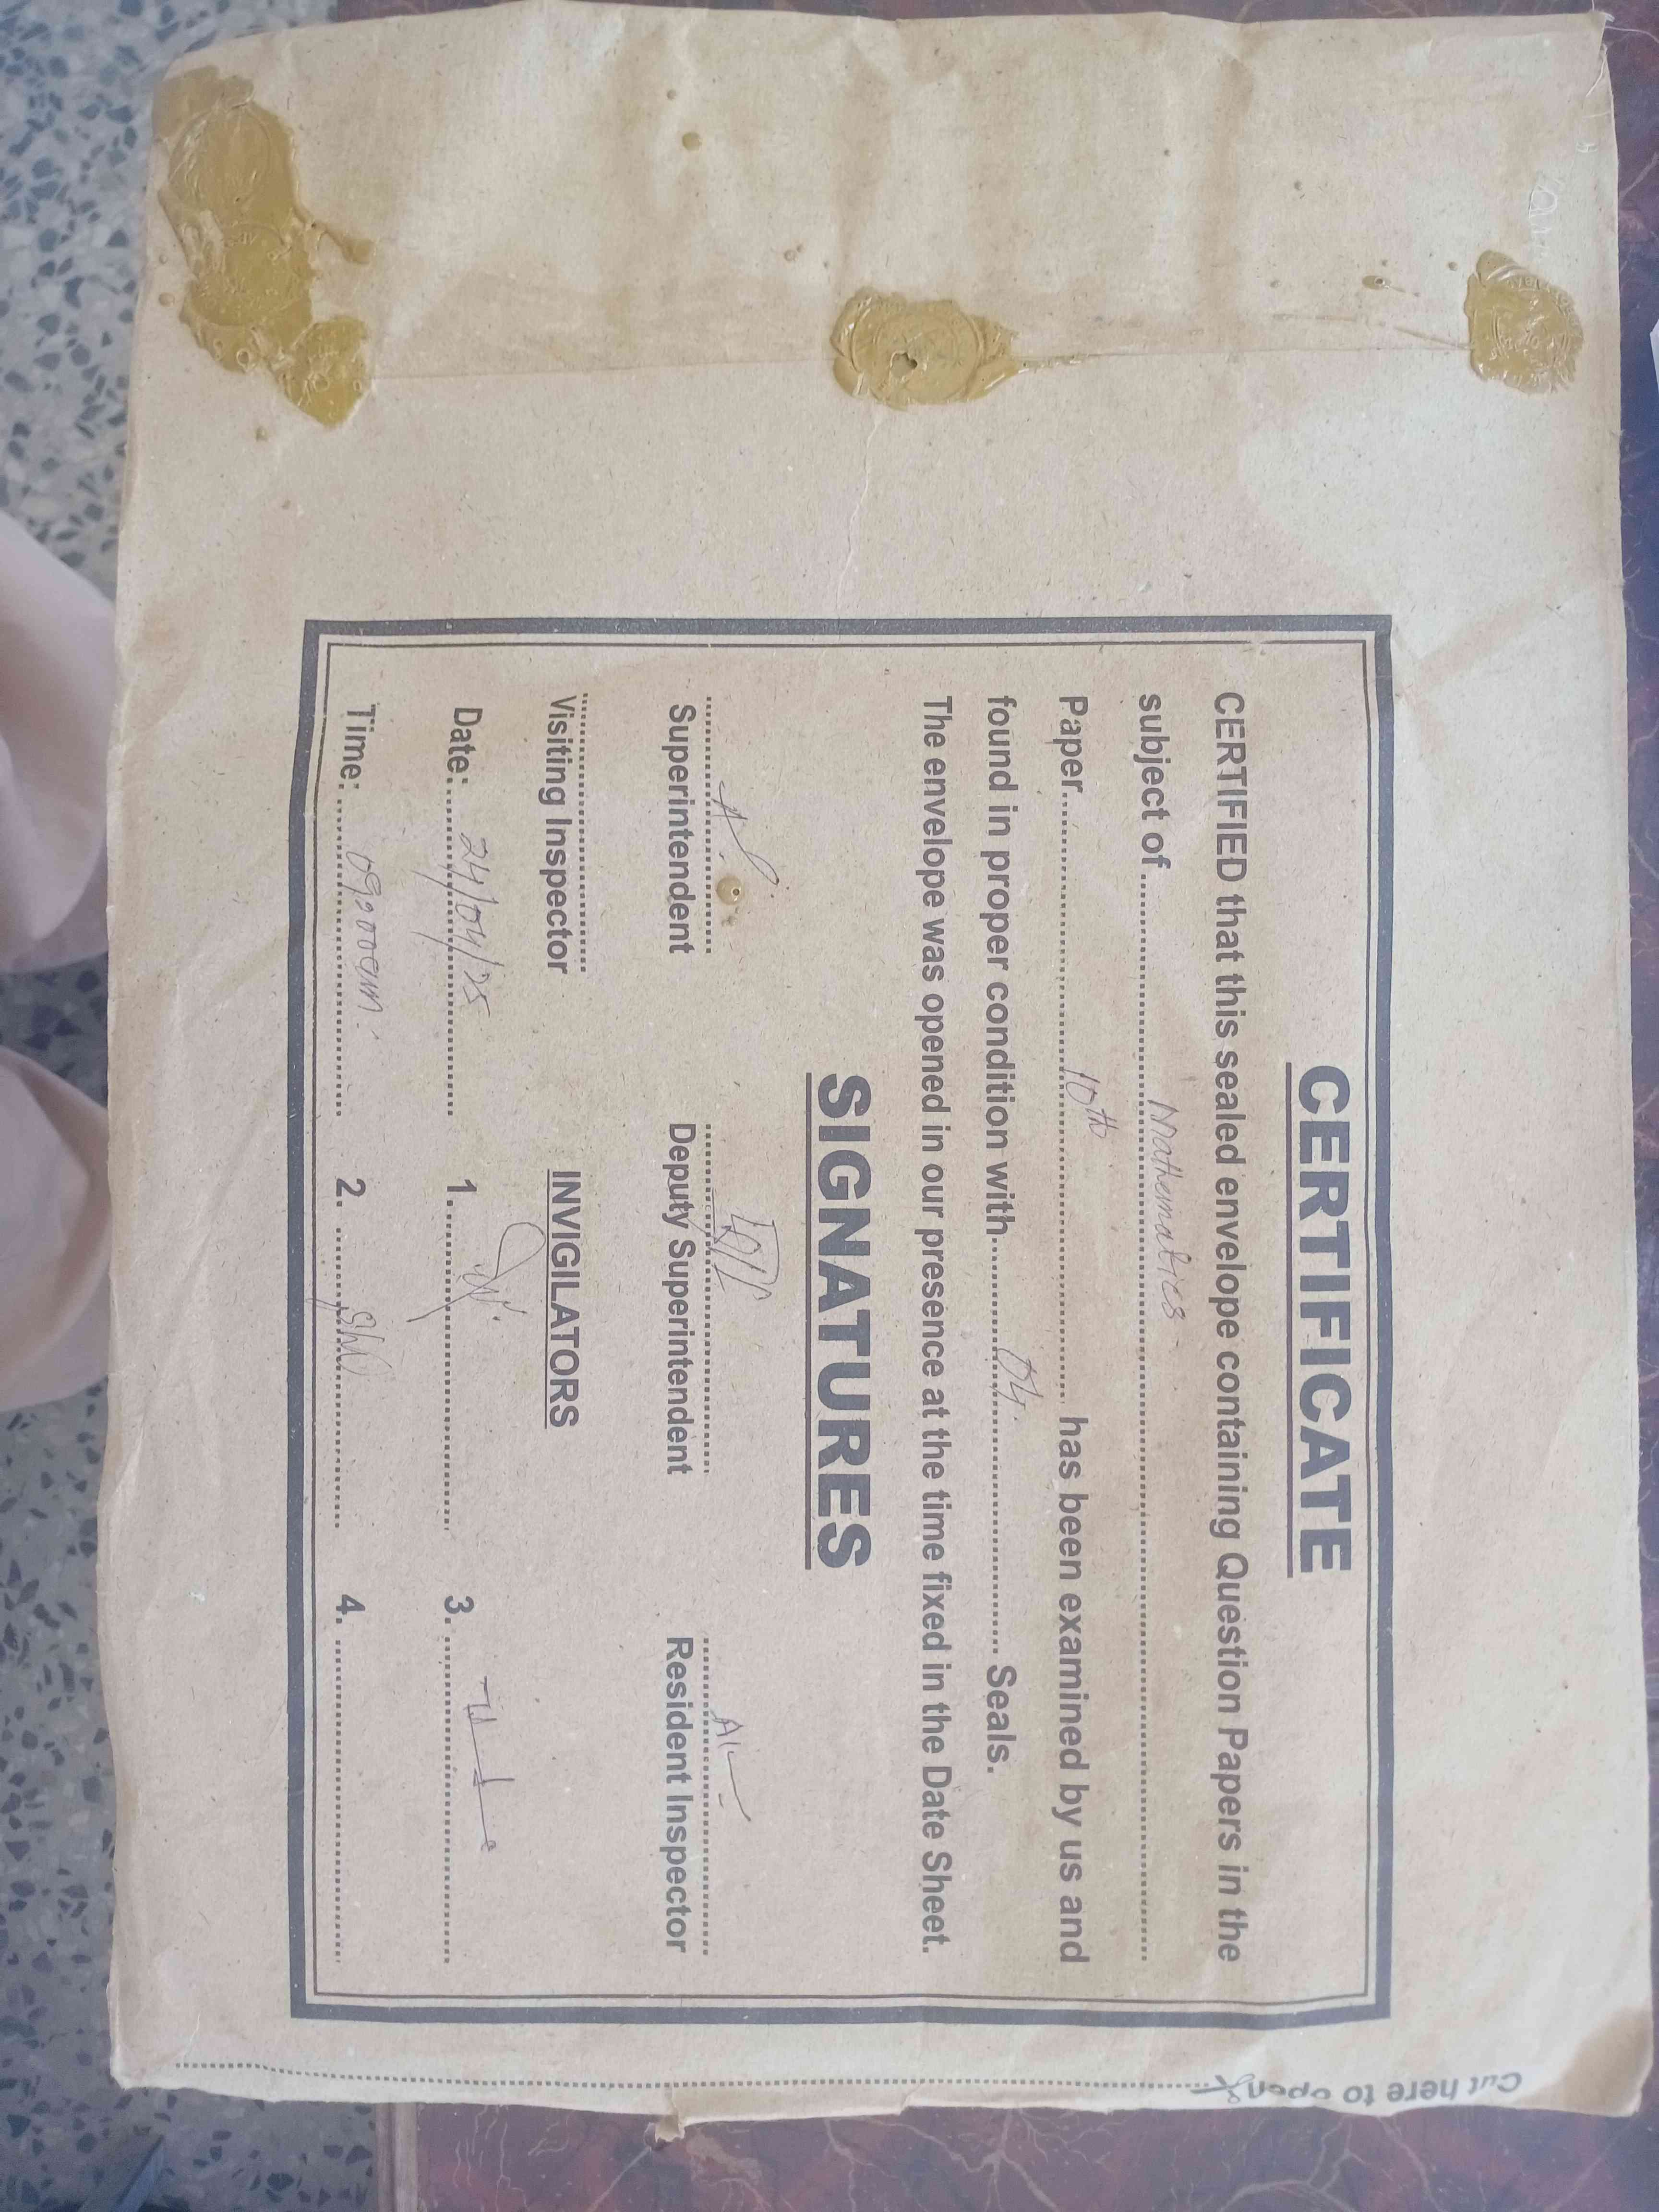 CERTIFICATE
CERTIFIED that this sealed envelope containing Question Papers in the
subject of.......... Mathematics ..........
Paper.......... 10th .......... has been examined by us and
found in proper condition with.......... 04 .......... Seals.
The envelope was opened in our presence at the time fixed in the Date Sheet.
SIGNATURES
Superintendent Deputy Superintendent Resident Inspector
Visiting Inspector INVIGILATORS
Date:.... 24/04/25 .... 1. .......... 3. ..........
Time: .... 09:00am .... 2. .......... 4. ..........
Cut here to open